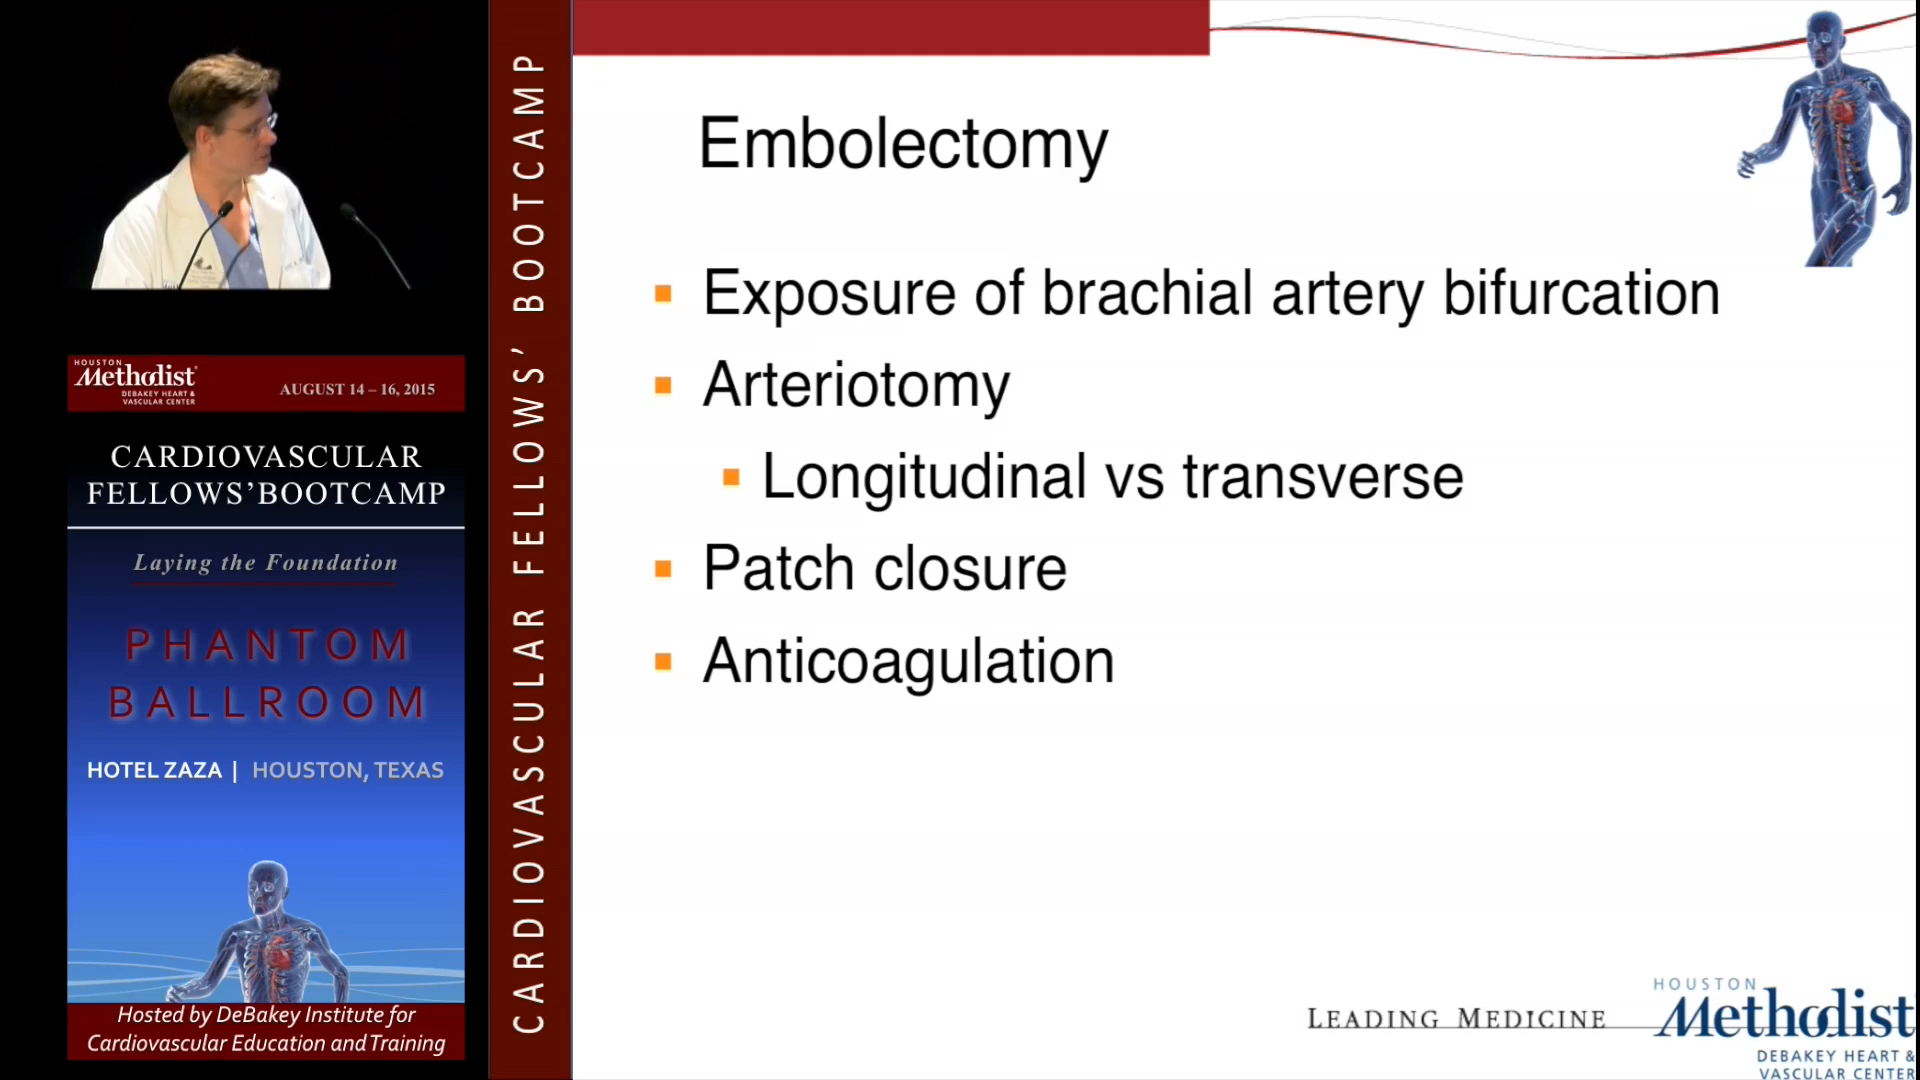 HOUSTON
Methodist
DEBAKEY HEART &
VASCULAR CENTER
AUGUST 14 – 16, 2015
CARDIOVASCULAR
FELLOWS’BOOTCAMP
Laying the Foundation
PHANTOM
BALLROOM
HOTEL ZAZA | HOUSTON, TEXAS
Hosted by DeBakey Institute for
Cardiovascular Education and Training
CARDIOVASCULAR FELLOWS’ BOOTCAMP
Embolectomy
Exposure of brachial artery bifurcation
Arteriotomy
Longitudinal vs transverse
Patch closure
Anticoagulation
LEADING MEDICINE
HOUSTON
Methodist
DEBAKEY HEART &
VASCULAR CENTER